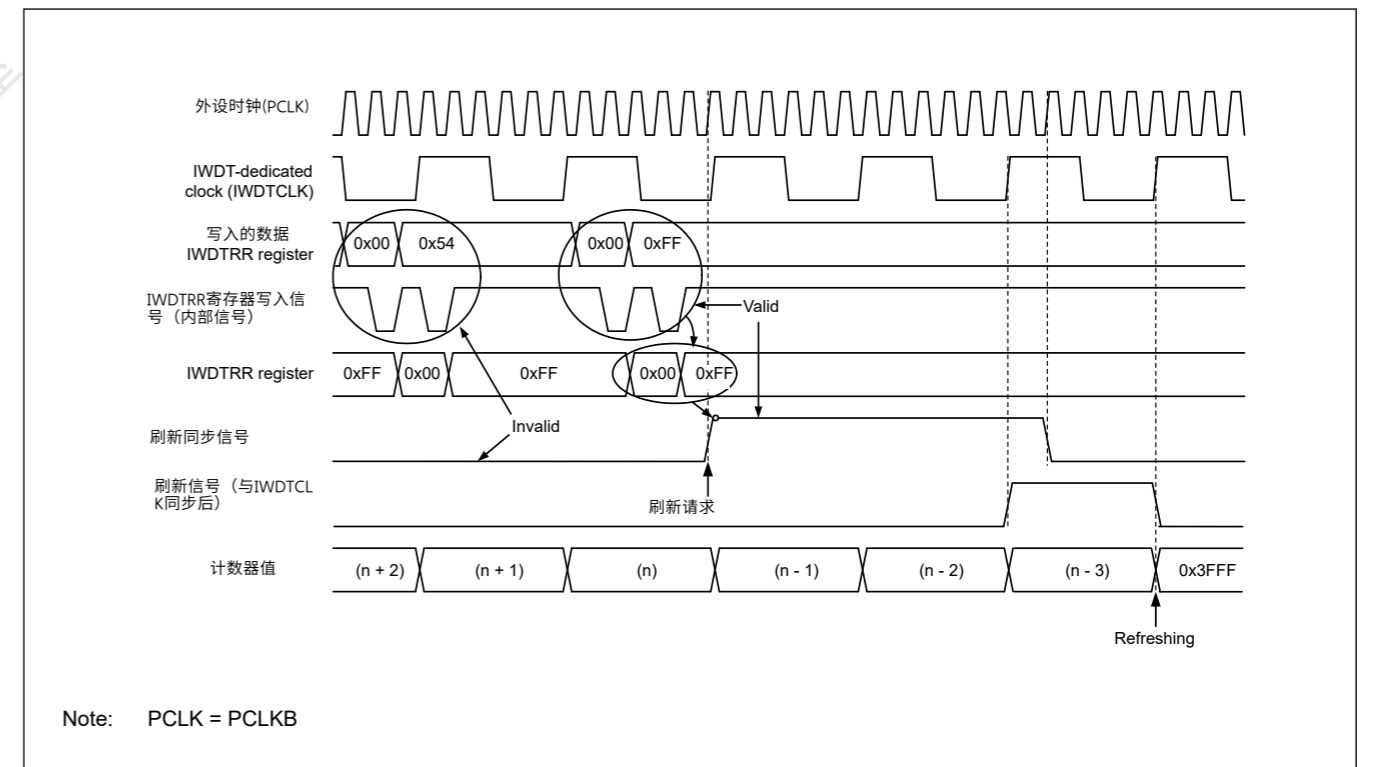 外设时钟(PCLK)
IWDT-dedicated
clock (IWDTCLK)
写入的数据
IWDTRR register
0x00
0x54
0x00
0xFF
IWDTRR寄存器写入信
号（内部信号）
Valid
IWDTRR register
0xFF
0x00
0xFF
0x00
0xFF
Invalid
刷新同步信号
刷新信号（与IWDTCL
K同步后）
刷新请求
计数器值
(n + 2)
(n + 1)
(n)
(n - 1)
(n - 2)
(n - 3)
0x3FFF
Refreshing
Note: PCLK = PCLKB